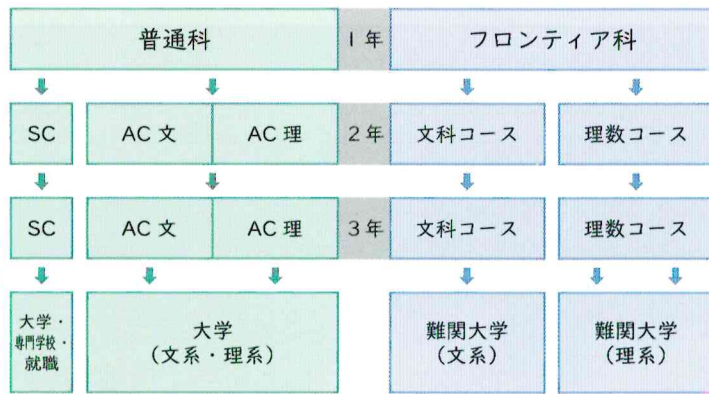 普通科
1年
フロンティア科
SC
AC 文
AC 理
2年
文科コース
理数コース
SC
AC 文
AC 理
3年
文科コース
理数コース
大学・
専門学校・
就職
大学
（文系・理系）
難関大学
（文系）
難関大学
（理系）